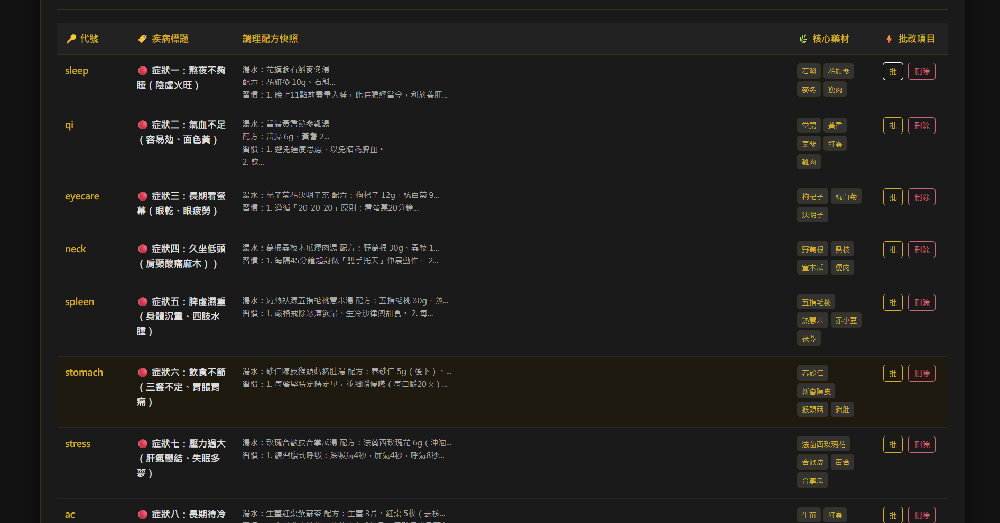 代號 疾病標題 調理配方快照 核心藥材 批改項目
sleep
症狀一：熬夜不夠
睡（陰虛火旺）
湯水：花旗參石斛麥冬湯
配方：花旗參 10g、石斛...
習慣：1. 晚上11點前盡量入睡，此時膽經當令，利於養肝...
石斛 花旗參
麥冬 瘦肉
批 刪除
qi
症狀二：氣血不足
（容易攰、面色黃）
湯水：當歸黃耆黨參雞湯
配方：當歸 6g、黃耆 2...
習慣：1. 避免過度思慮，以免暗耗脾血。
2. 飲...
當歸 黃耆
黨參 紅棗
雞肉
批 刪除
eyecare
症狀三：長期看螢
幕（眼乾、眼疲勞）
湯水：杞子菊花決明子茶 配方：枸杞子 12g、杭白菊 9...
習慣：1. 遵循「20-20-20」原則：看螢幕20分鐘...
枸杞子 杭白菊
決明子
批 刪除
neck
症狀四：久坐低頭
（肩頸酸痛麻木））
湯水：葛根桑枝木瓜瘦肉湯 配方：野葛根 30g、桑枝 1...
習慣：1. 每隔45分鐘起身做「雙手托天」伸展動作。 2...
野葛根 桑枝
宣木瓜 瘦肉
批 刪除
spleen
症狀五：脾虛濕重
（身體沉重、四肢水
腫）
湯水：清熱祛濕五指毛桃薏米湯 配方：五指毛桃 30g、熟...
習慣：1. 嚴格戒除冰凍飲品、生冷沙律與甜食。 2. 每...
五指毛桃
熟薏米 赤小豆
茯苓
批 刪除
stomach
症狀六：飲食不節
（三餐不定、胃脹胃
痛）
湯水：砂仁陳皮猴頭菇豬肚湯 配方：春砂仁 5g（後下）、...
習慣：1. 每餐堅持定時定量，並細嚼慢嚥（每口嚼20次）...
春砂仁
新會陳皮
猴頭菇 豬肚
批 刪除
stress
症狀七：壓力過大
（肝氣鬱結、失眠多
夢）
湯水：玫瑰合歡皮合掌瓜湯 配方：法蘭西玫瑰花 6g（沖泡...
習慣：1. 練習腹式呼吸：深吸氣4秒，屏氣4秒，呼氣8秒...
法蘭西玫瑰花
合歡皮 百合
合掌瓜
批 刪除
ac
症狀八：長期待冷
湯水：生薑紅棗紫蘇茶 配方：生薑 3片、紅棗 5枚（去核...
生薑 紅棗
批 刪除